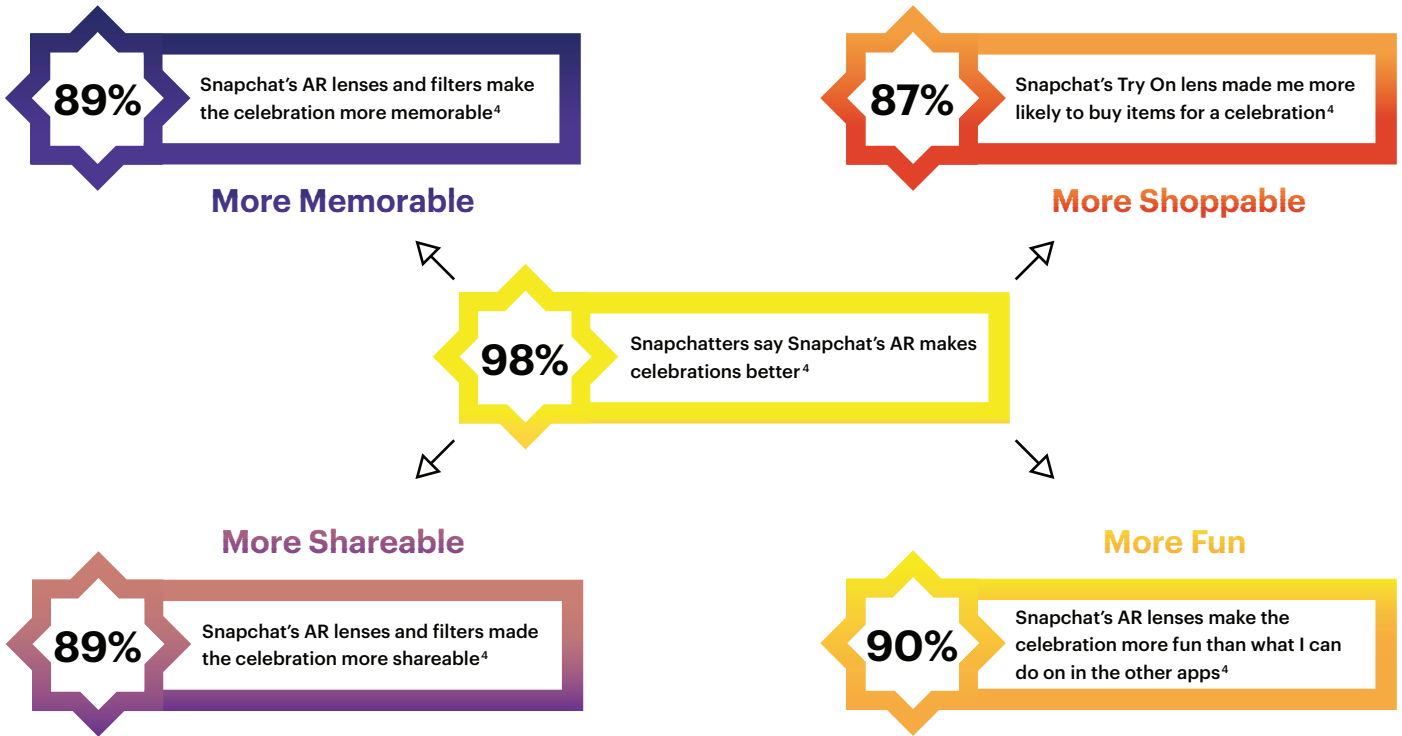 89%
Snapchat’s AR lenses and filters make
the celebration more memorable⁴
More Memorable
87%
Snapchat’s Try On lens made me more
likely to buy items for a celebration⁴
More Shoppable
98%
Snapchatters say Snapchat’s AR makes
celebrations better⁴
More Shareable
89%
Snapchat’s AR lenses and filters made
the celebration more shareable⁴
More Fun
90%
Snapchat’s AR lenses make the
celebration more fun than what I can
do on in the other apps⁴